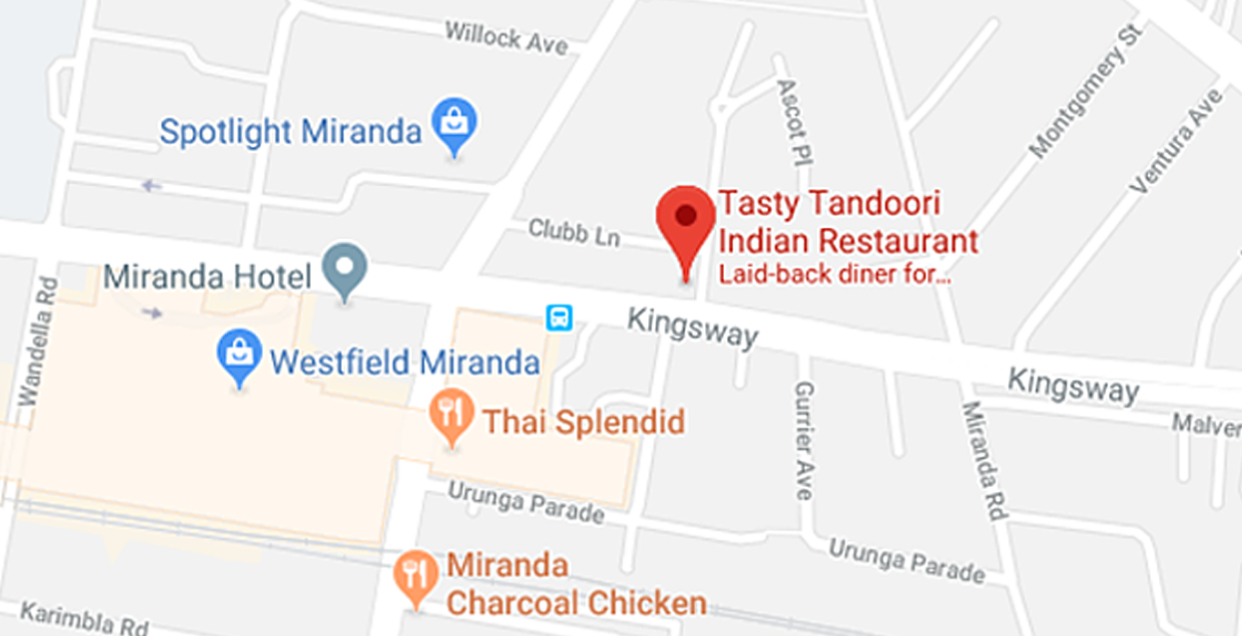 Willock Ave
Montgomery St
Ascot Pl
Ventura Ave
Spotlight Miranda
Tasty Tandoori
Indian Restaurant
Laid-back diner for...
Clubb Ln
Miranda Hotel
Wandella Rd
Kingsway
Westfield Miranda
Kingsway
Thai Splendid
Gurrier Ave
Miranda Rd
Malver
Urunga Parade
Urunga Parade
Miranda
Charcoal Chicken
Karimbla Rd